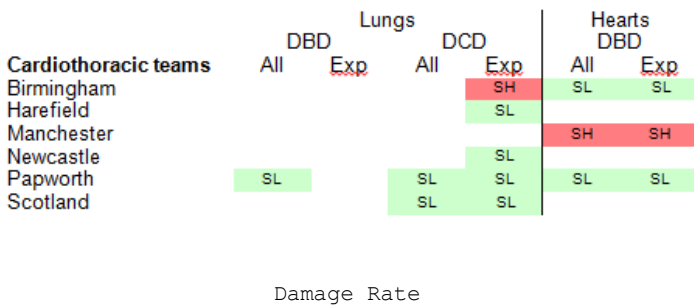 Lungs Hearts
DBD DCD DBD
Cardiothoracic teams All Exp All Exp All Exp
Birmingham SH SL SL
Harefield SL
Manchester SH SH
Newcastle SL
Papworth SL SL SL SL SL
Scotland SL SL
Damage Rate